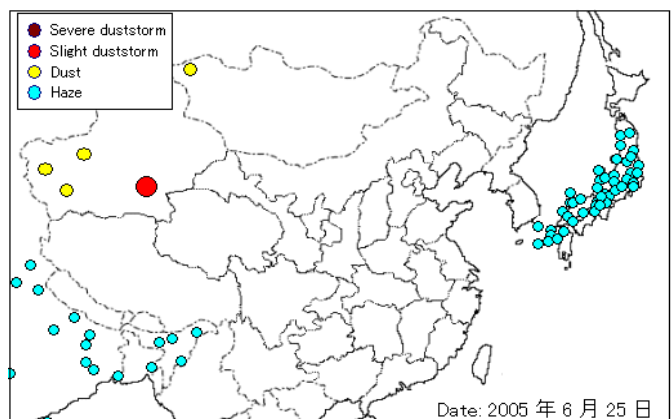 Severe duststorm
Slight duststorm
Dust
Haze
Date: 2005 年 6 月 25 日